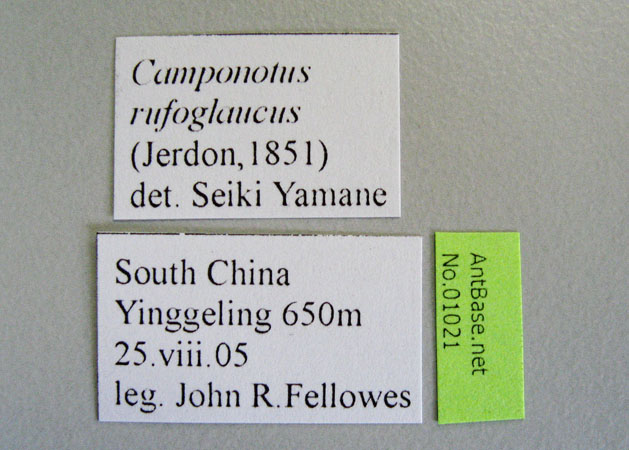 Camponotus
rufoglaucus
(Jerdon,1851)
det. Seiki Yamane
South China
Yinggeling 650m
25.viii.05
leg. John R.Fellowes
AntBase.net
No.01021